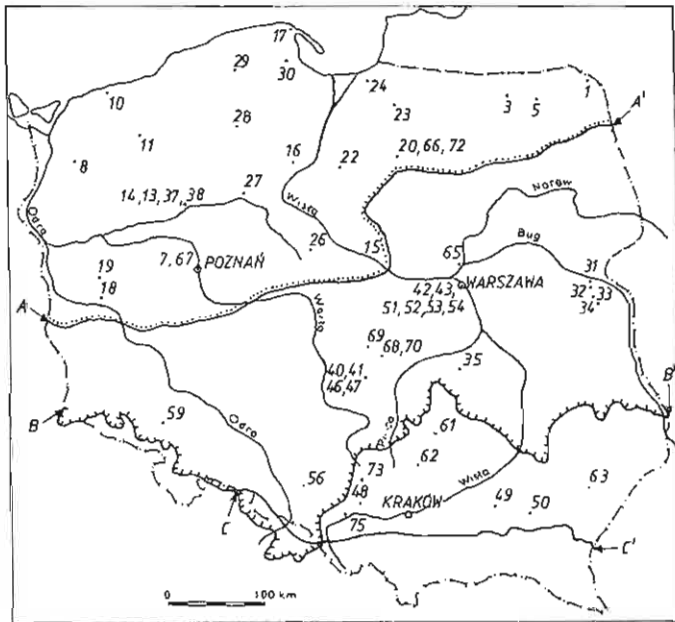 17
29
30
24
1
10
3
5
23
A'
28
11
16
20,66,72
8
22
14,13,37,38
27
Wisła
Narew
Odra
26
15
65
Bug
7,67
POZNAŃ
31
19
WARSZAWA
32
33
18
42,43,
34
A
Warta
51,52,53,54
69
68,70
35
40,41
46,47
B'
B
59
Odra
61
62
56
73
Wisła
63
48
49
50
C
KRAKÓW
75
C'
0 100 km